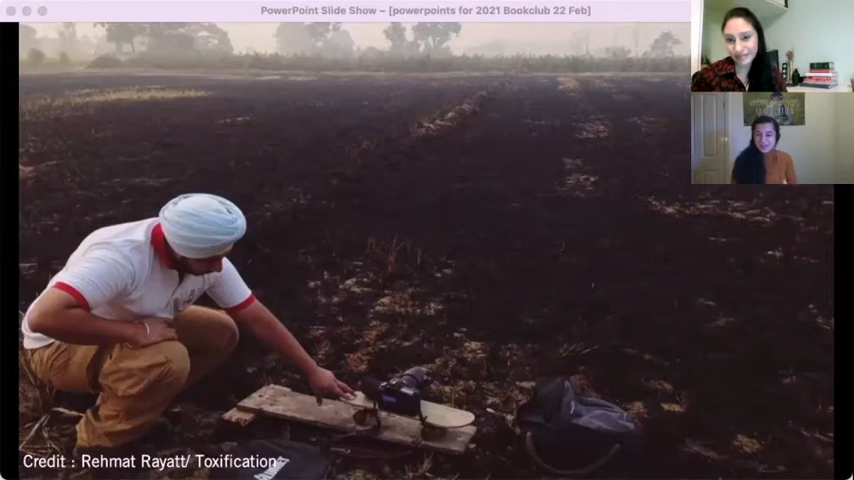 PowerPoint Slide Show – [powerpoints for 2021 Bookclub 22 Feb]
Credit : Rehmat Rayatt/ Toxification